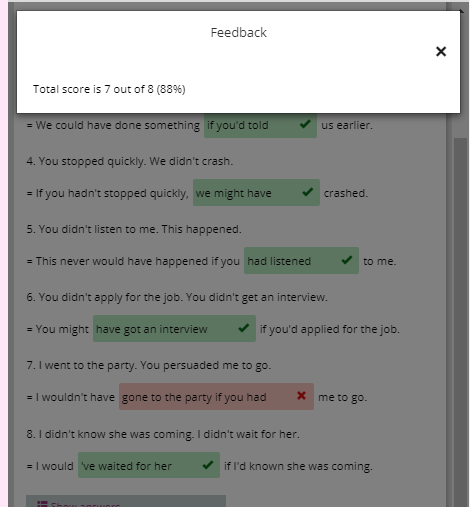 Feedback
Total score is 7 out of 8 (88%)
= We could have done something if you'd told us earlier.
4. You stopped quickly. We didn't crash.
= If you hadn't stopped quickly, we might have crashed.
5. You didn't listen to me. This happened.
= This never would have happened if you had listened to me.
6. You didn't apply for the job. You didn't get an interview.
= You might have got an interview if you'd applied for the job.
7. I went to the party. You persuaded me to go.
= I wouldn't have gone to the party if you had me to go.
8. I didn't know she was coming. I didn't wait for her.
= I would 've waited for her if I'd known she was coming.
Show answers